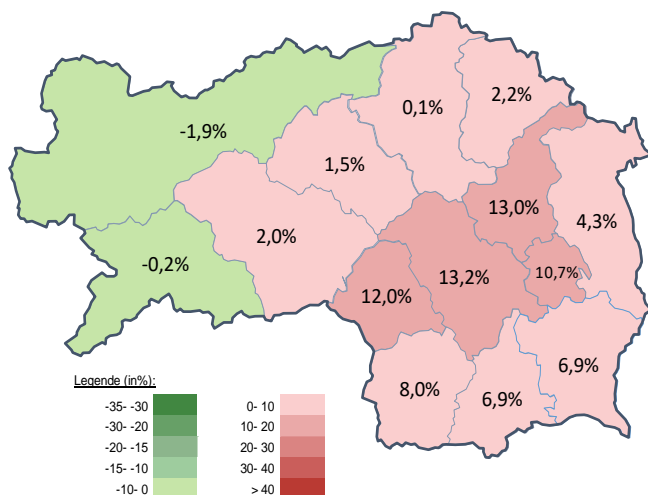 2,2%
0,1%
-1,9%
1,5%
13,0%
4,3%
2,0%
-0,2%
10,7%
13,2%
12,0%
6,9%
8,0%
6,9%
Legende (in%):
-35- -30 0- 10
-30- -20 10- 20
-20- -15 20- 30
-15- -10 30- 40
-10- 0 > 40